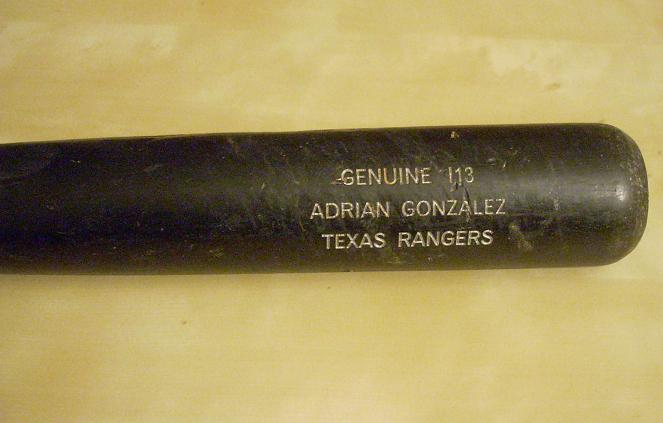 GENUINE I13
ADRIAN GONZALEZ
TEXAS RANGERS